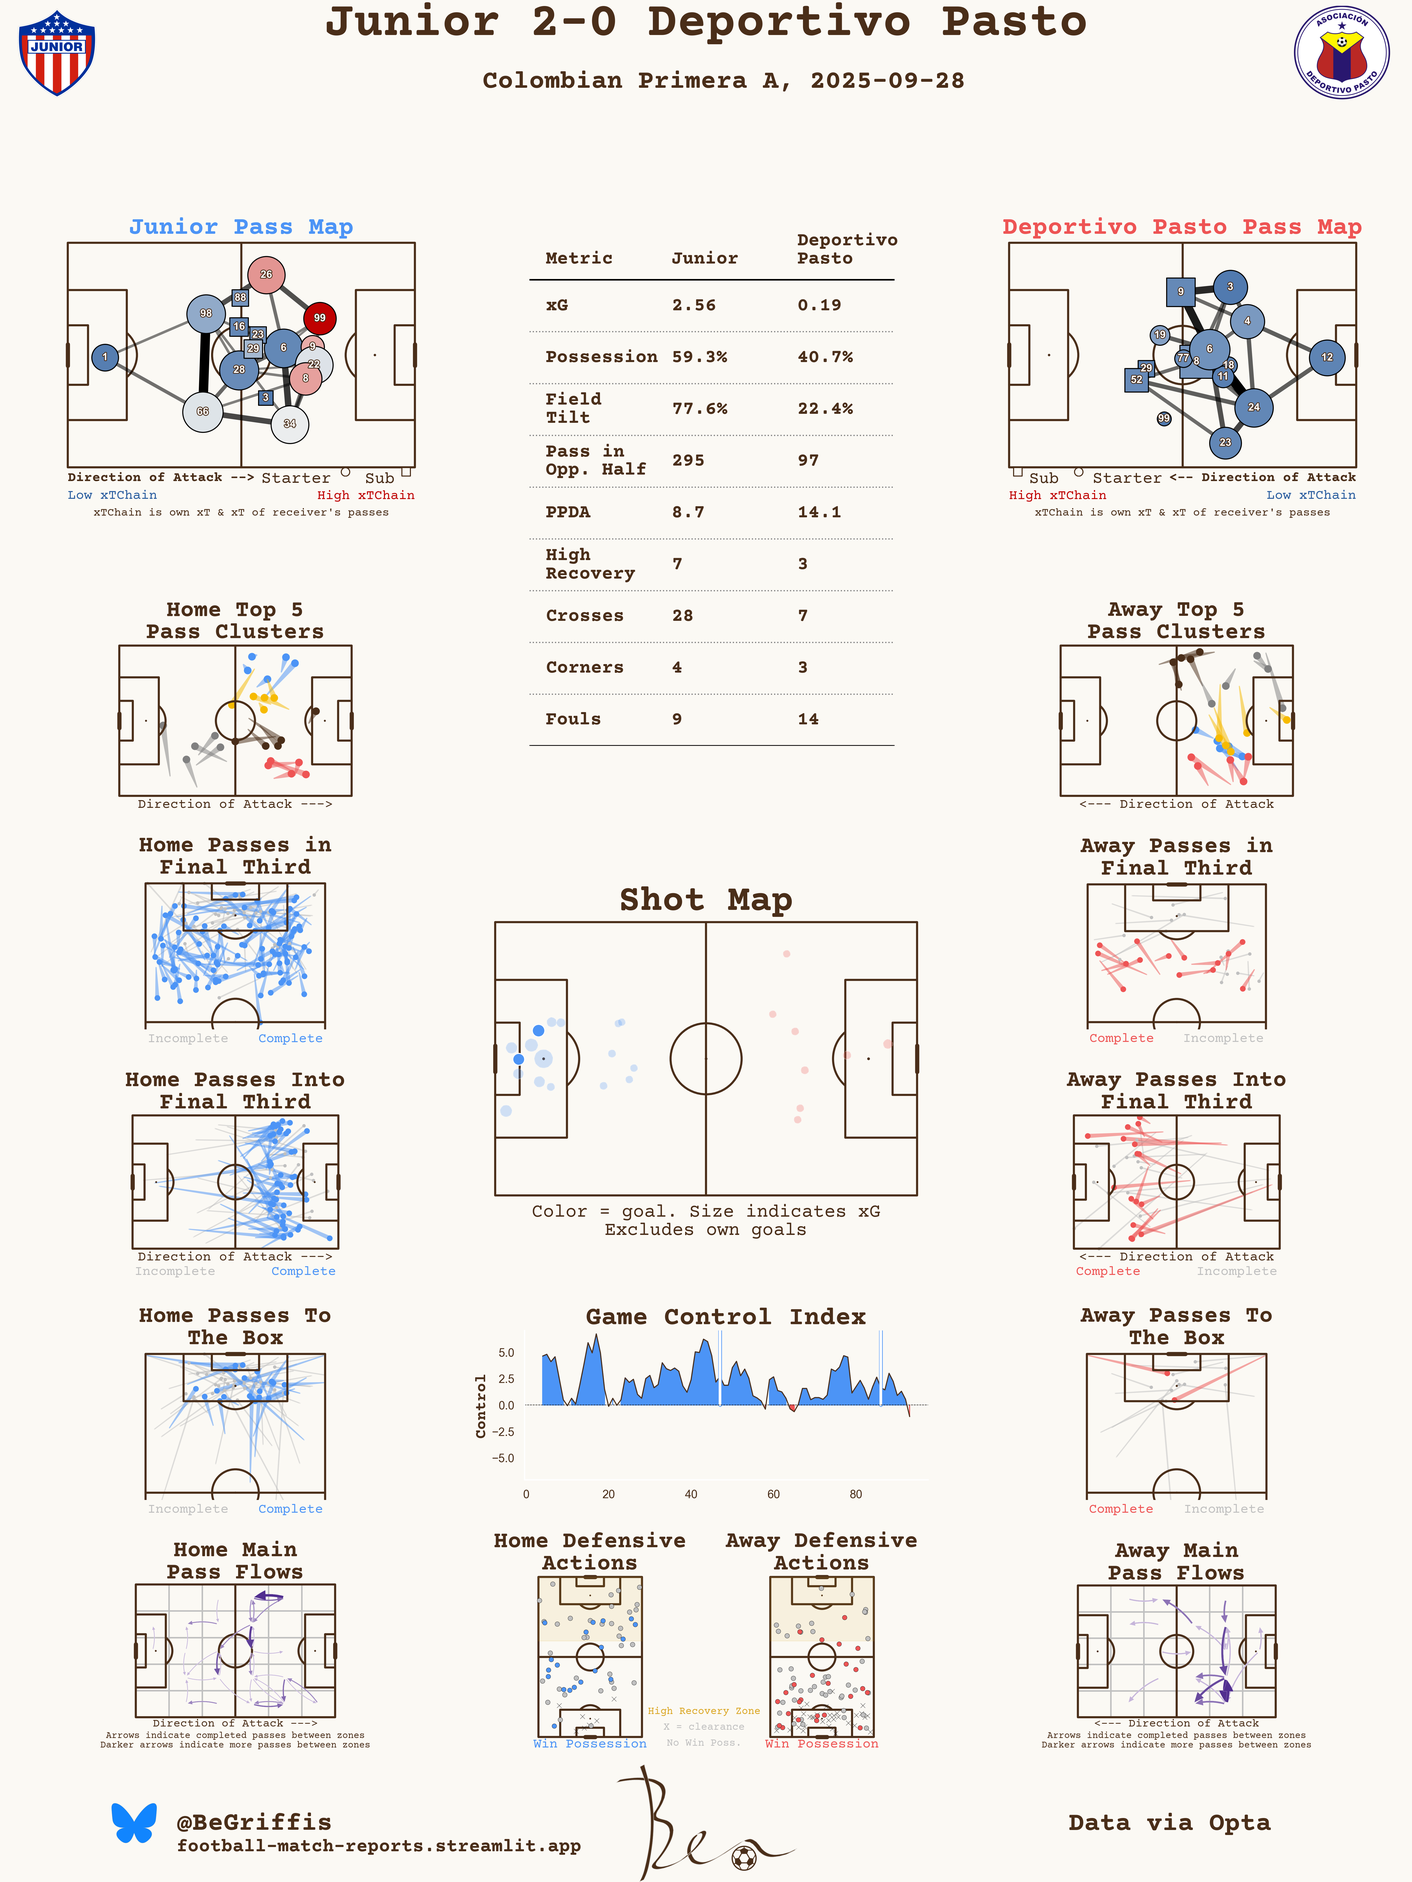 Junior 2-0 Deportivo Pasto
Colombian Primera A, 2025-09-28
JUNIOR
ASOCIACIÓN
DEPORTIVO PASTO
Junior Pass Map
26
88
98
99
16
23
29
6
9
1
22
28
8
3
66
34
Direction of Attack --> Starter Sub
Low xTChain High xTChain
xTChain is own xT & xT of receiver's passes
Metric Junior Deportivo Pasto
xG 2.56 0.19
Possession 59.3% 40.7%
Field Tilt 77.6% 22.4%
Pass in Opp. Half 295 97
PPDA 8.7 14.1
High Recovery 7 3
Crosses 28 7
Corners 4 3
Fouls 9 14
Deportivo Pasto Pass Map
9
3
4
19
6
77
8
12
29
18
52
11
24
99
23
Sub Starter <-- Direction of Attack
High xTChain Low xTChain
xTChain is own xT & xT of receiver's passes
Home Top 5
Pass Clusters
Direction of Attack --->
Away Top 5
Pass Clusters
<--- Direction of Attack
Home Passes in
Final Third
Incomplete Complete
Away Passes in
Final Third
Complete Incomplete
Shot Map
Color = goal. Size indicates xG
Excludes own goals
Home Passes Into
Final Third
Direction of Attack --->
Incomplete Complete
Away Passes Into
Final Third
<--- Direction of Attack
Complete Incomplete
Home Passes To
The Box
Incomplete Complete
Game Control Index
Control
5.0
2.5
0.0
−2.5
−5.0
0 20 40 60 80
Away Passes To
The Box
Complete Incomplete
Home Main
Pass Flows
Direction of Attack --->
Arrows indicate completed passes between zones
Darker arrows indicate more passes between zones
Home Defensive
Actions
Win Possession
High Recovery Zone
X = clearance
No Win Poss.
Away Defensive
Actions
Win Possession
Away Main
Pass Flows
<--- Direction of Attack
Arrows indicate completed passes between zones
Darker arrows indicate more passes between zones
@BeGriffis
football-match-reports.streamlit.app
Ben
Data via Opta